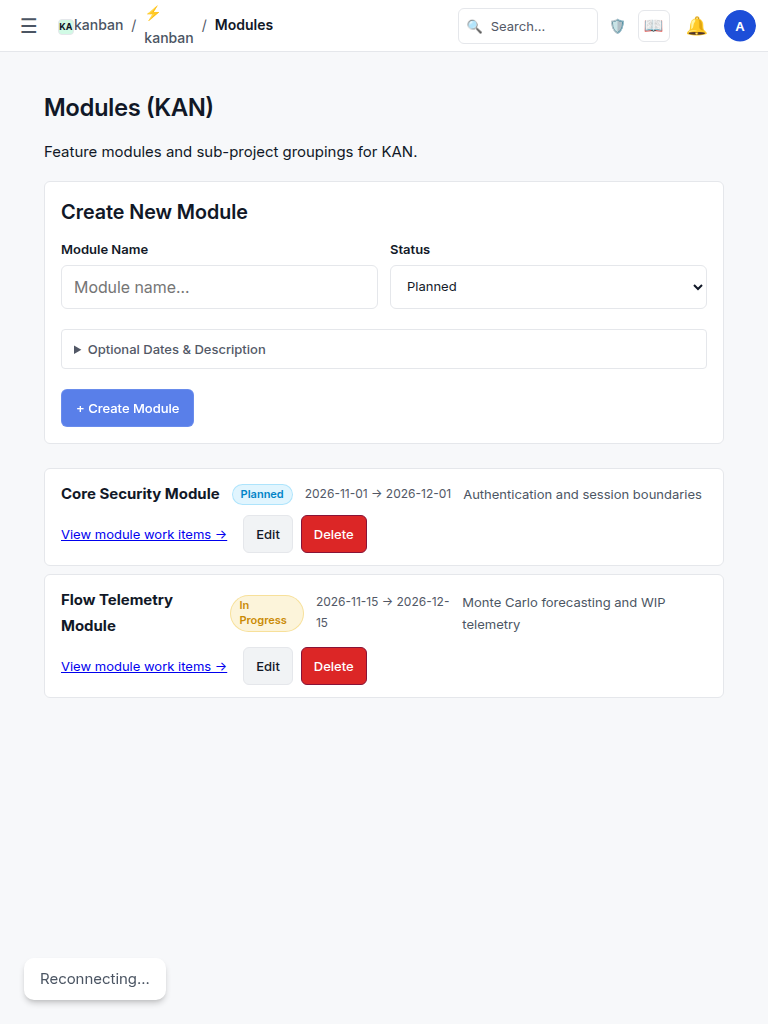 ☰ KA kanban / ⚡ kanban / Modules 🔍 Search... 🛡️ 📖 🔔 A
Modules (KAN)
Feature modules and sub-project groupings for KAN.
Create New Module
Module Name Status
Module name... Planned
▶ Optional Dates & Description
+ Create Module
Core Security Module Planned 2026-11-01 → 2026-12-01 Authentication and session boundaries
View module work items → Edit Delete
Flow Telemetry
Module
In
Progress
2026-11-15 → 2026-12-
15
Monte Carlo forecasting and WIP
telemetry
View module work items → Edit Delete
Reconnecting...